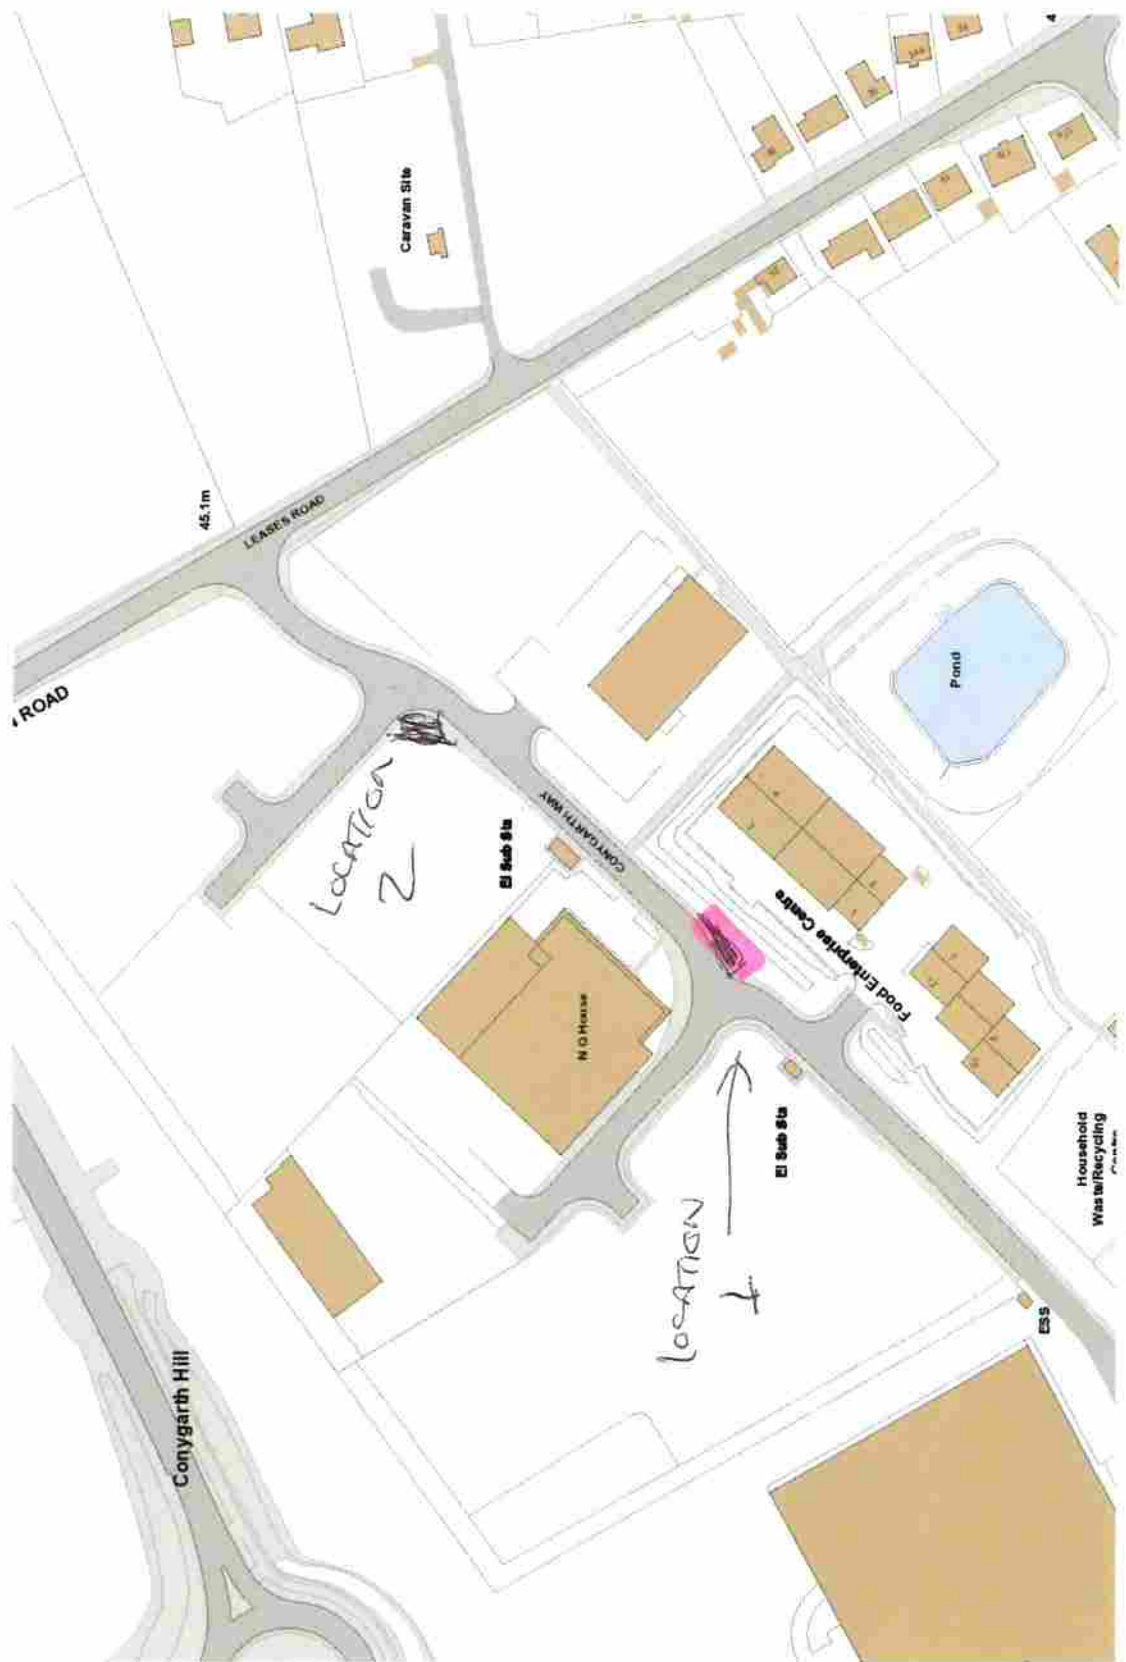 Caravan Site
45.1m
LEASES ROAD
ROAD
LOCATION
2
El Sub Sta
CONYGARTH WAY
Pond
Food Enterprise Centre
N G House
LOCATION
1
El Sub Sta
Household
Waste/Recycling
Centre
ESS
Conygarth Hill